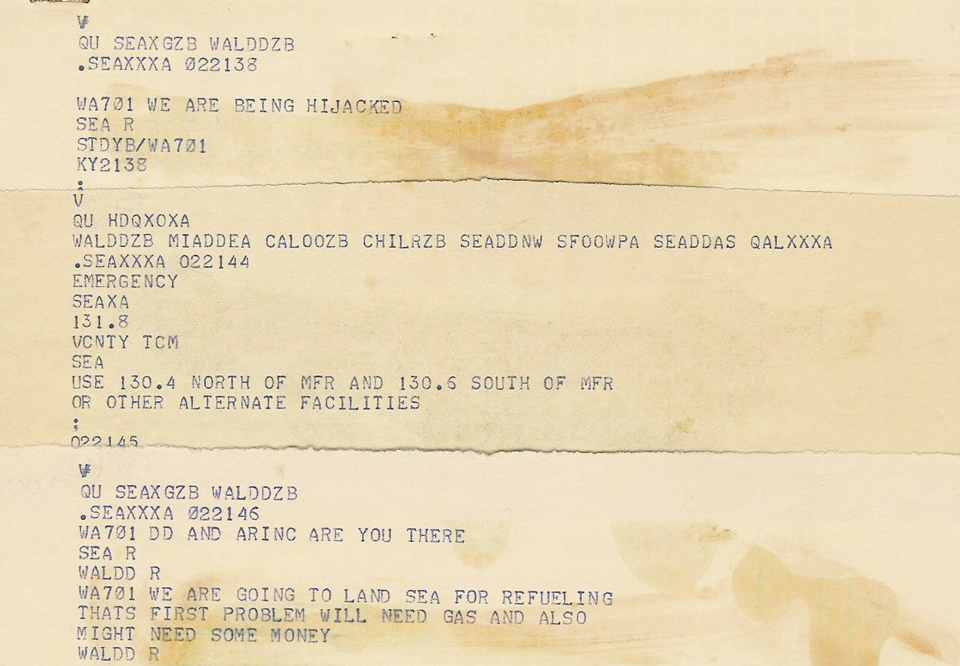 QU SEAXGZB WALDDZB
.SEAXXXA 022138
WA701 WE ARE BEING HIJACKED
SEA R
STDYB/WA701
KY2138
;
V
QU HDQXOXA
WALDDZB MIADDEA CALOOZB CHILRZB SEADDNW SFOOWPA SEADDAS QALXXXA
.SEAXXXA 022144
EMERGENCY
SEAXA
131.8
VCNTY TCM
SEA
USE 130.4 NORTH OF MFR AND 130.6 SOUTH OF MFR
OR OTHER ALTERNATE FACILITIES
;
022145
QU SEAXGZB WALDDZB
.SEAXXXA 022146
WA701 DD AND ARINC ARE YOU THERE
SEA R
WALDD R
WA701 WE ARE GOING TO LAND SEA FOR REFUELING
THATS FIRST PROBLEM WILL NEED GAS AND ALSO
MIGHT NEED SOME MONEY
WALDD R